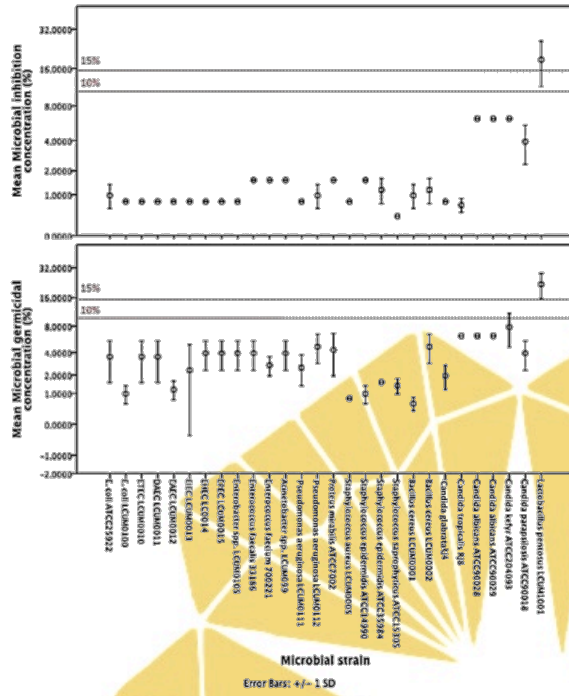 Mean Microbial inhibition
concentration (%)
32.0000
15%
16.0000
10%
8.0000
4.0000
2.0000
1.0000
0.0000
Mean Microbial germicidal
concentration (%)
32.0000
15%
16.0000
10%
8.0000
4.0000
2.0000
1.0000
0.0000
-1.0000
-2.0000
E. coli ATCC25922
E. coli LCUM0100
ETEC LCUM0010
DAEC LCUM0011
EAEC LCUM0012
EIEC LCUM0013
EHEC LC0014
EPEC LCUM0015
Enterobacter spp. LCUM0105
Enterococcus faecalis 33186
Enterococcus faecium 700221
Acinetobacter spp. LCUM099
Pseudomonas aeruginosa LCUM0111
Pseudomonas aeruginosa LCUM0112
Proteus mirabilis ATCC7002
Staphylococcus aureus LCUM0005
Staphylococcus epidermidis ATCC14990
Staphylococcus epidermidis ATCC35984
Staphylococcus saprophyticus ATCC15305
Bacillus cereus LCUM0001
Bacillus cereus LCUM0002
Candida glabrata
Candida tropicalis
Candida albicans ATCC90028
Candida albicans ATCC90029
Candida kefyr ATCC204093
Candida parapsilosis ATCC90018
Lactobacillus pentosus LCUM1001
Microbial strain
Error Bars: +/- 1 SD